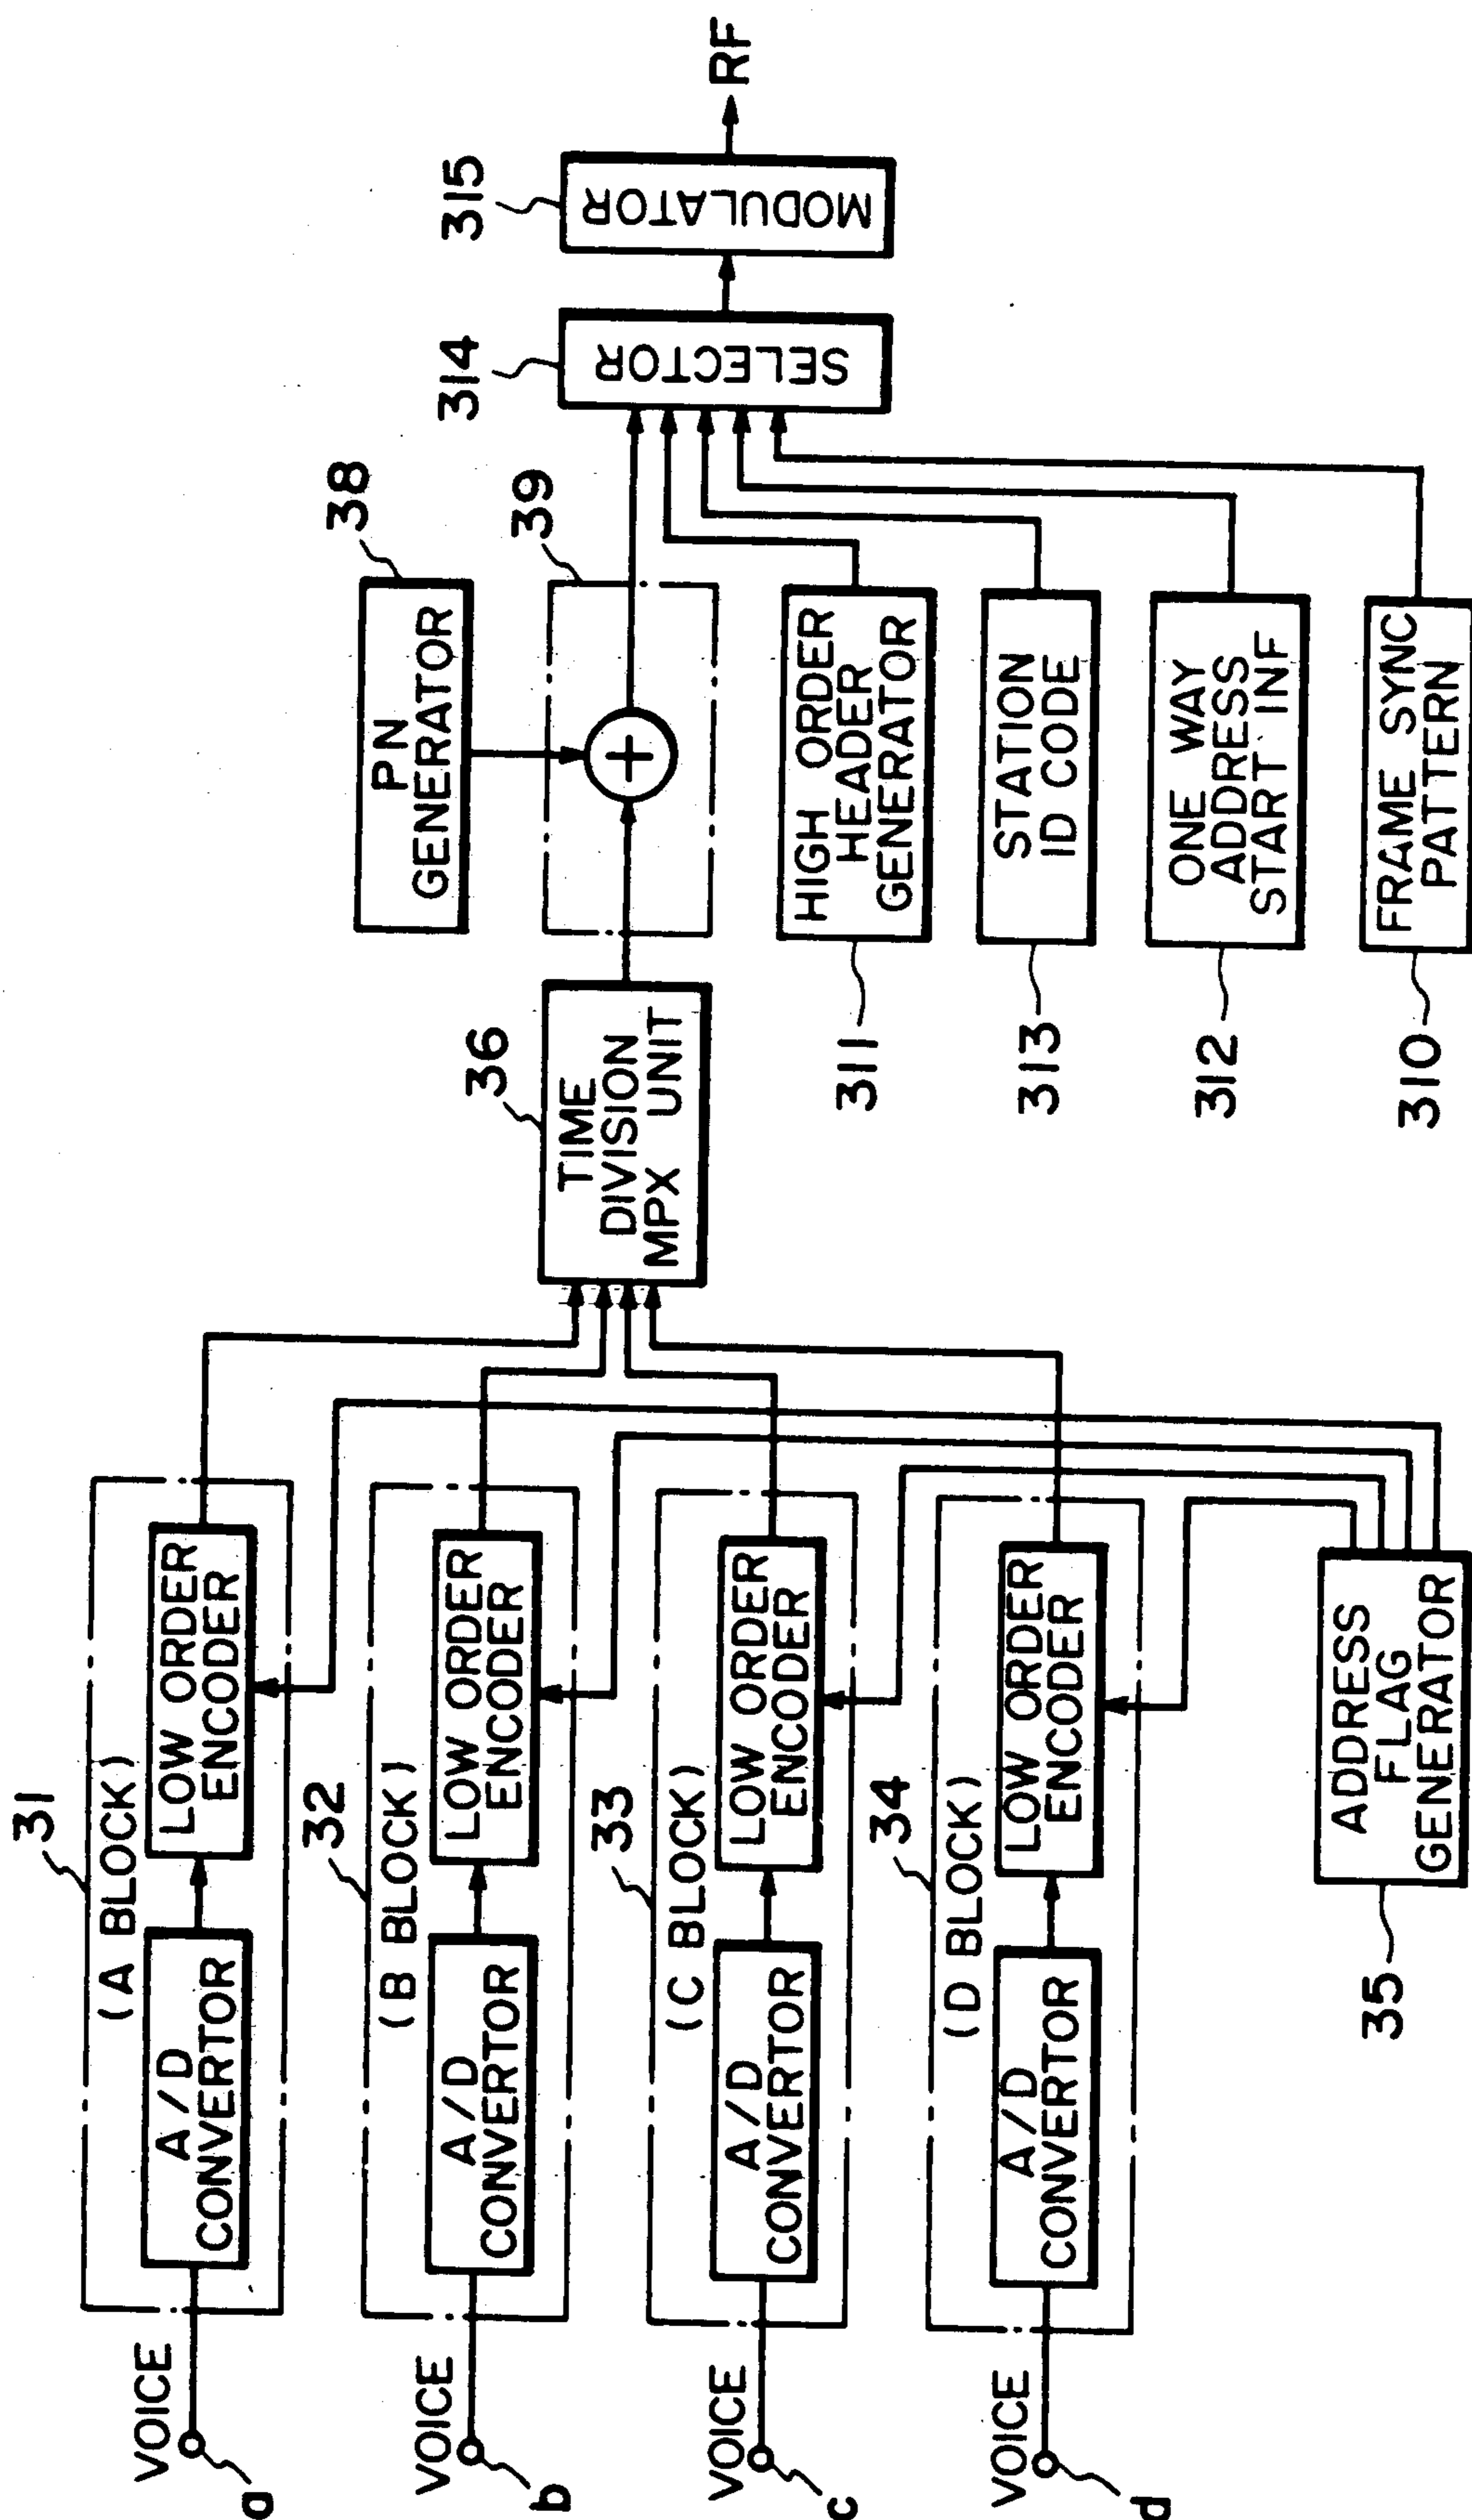 VOICE
a
31
(A BLOCK)
A/D
CONVERTOR
LOW ORDER
ENCODER
VOICE
b
32
(B BLOCK)
A/D
CONVERTOR
LOW ORDER
ENCODER
VOICE
c
33
(C BLOCK)
A/D
CONVERTOR
LOW ORDER
ENCODER
VOICE
d
34
(D BLOCK)
A/D
CONVERTOR
LOW ORDER
ENCODER
35
ADDRESS
FLAG
GENERATOR
36
TIME
DIVISION
MPX UNIT
38
PN
GENERATOR
39
+
311
HIGH ORDER
HEADER
GENERATOR
313
STATION
ID CODE
312
ONE WAY
ADDRESS
START INF
310
FRAME SYNC
PATTERN
314
SELECTOR
315
MODULATOR
RF